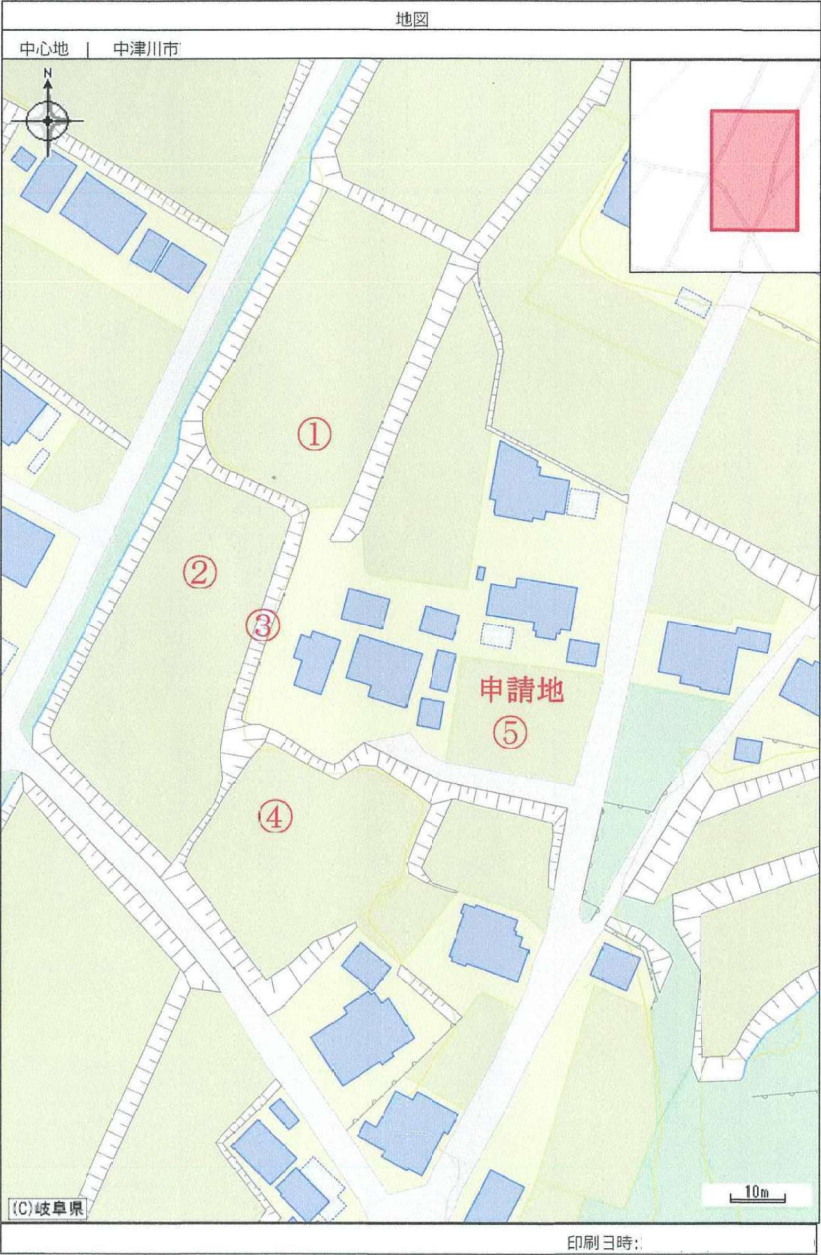 地図
中心地 | 中津川市
N
①
②
③
申請地
⑤
④
10m
(C)岐阜県
印刷日時: